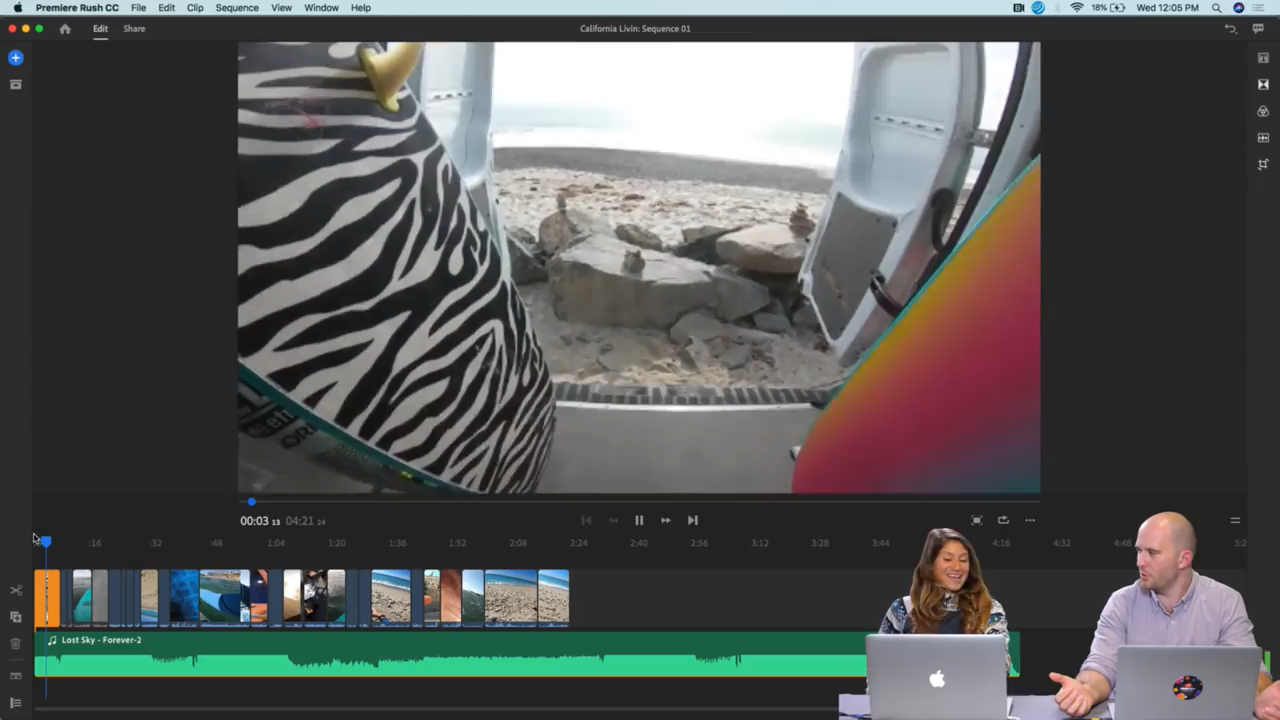 Premiere Rush CC File Edit Clip Sequence View Window Help 18% Wed 12:05 PM
Edit Share California Livin: Sequence 01
00:03 13 04:21 24
:16 :32 :48 1:04 1:20 1:36 1:52 2:08 2:24 2:40 2:56 3:12 3:28 3:44 4:16 4:32 4:48
Lost Sky - Forever-2